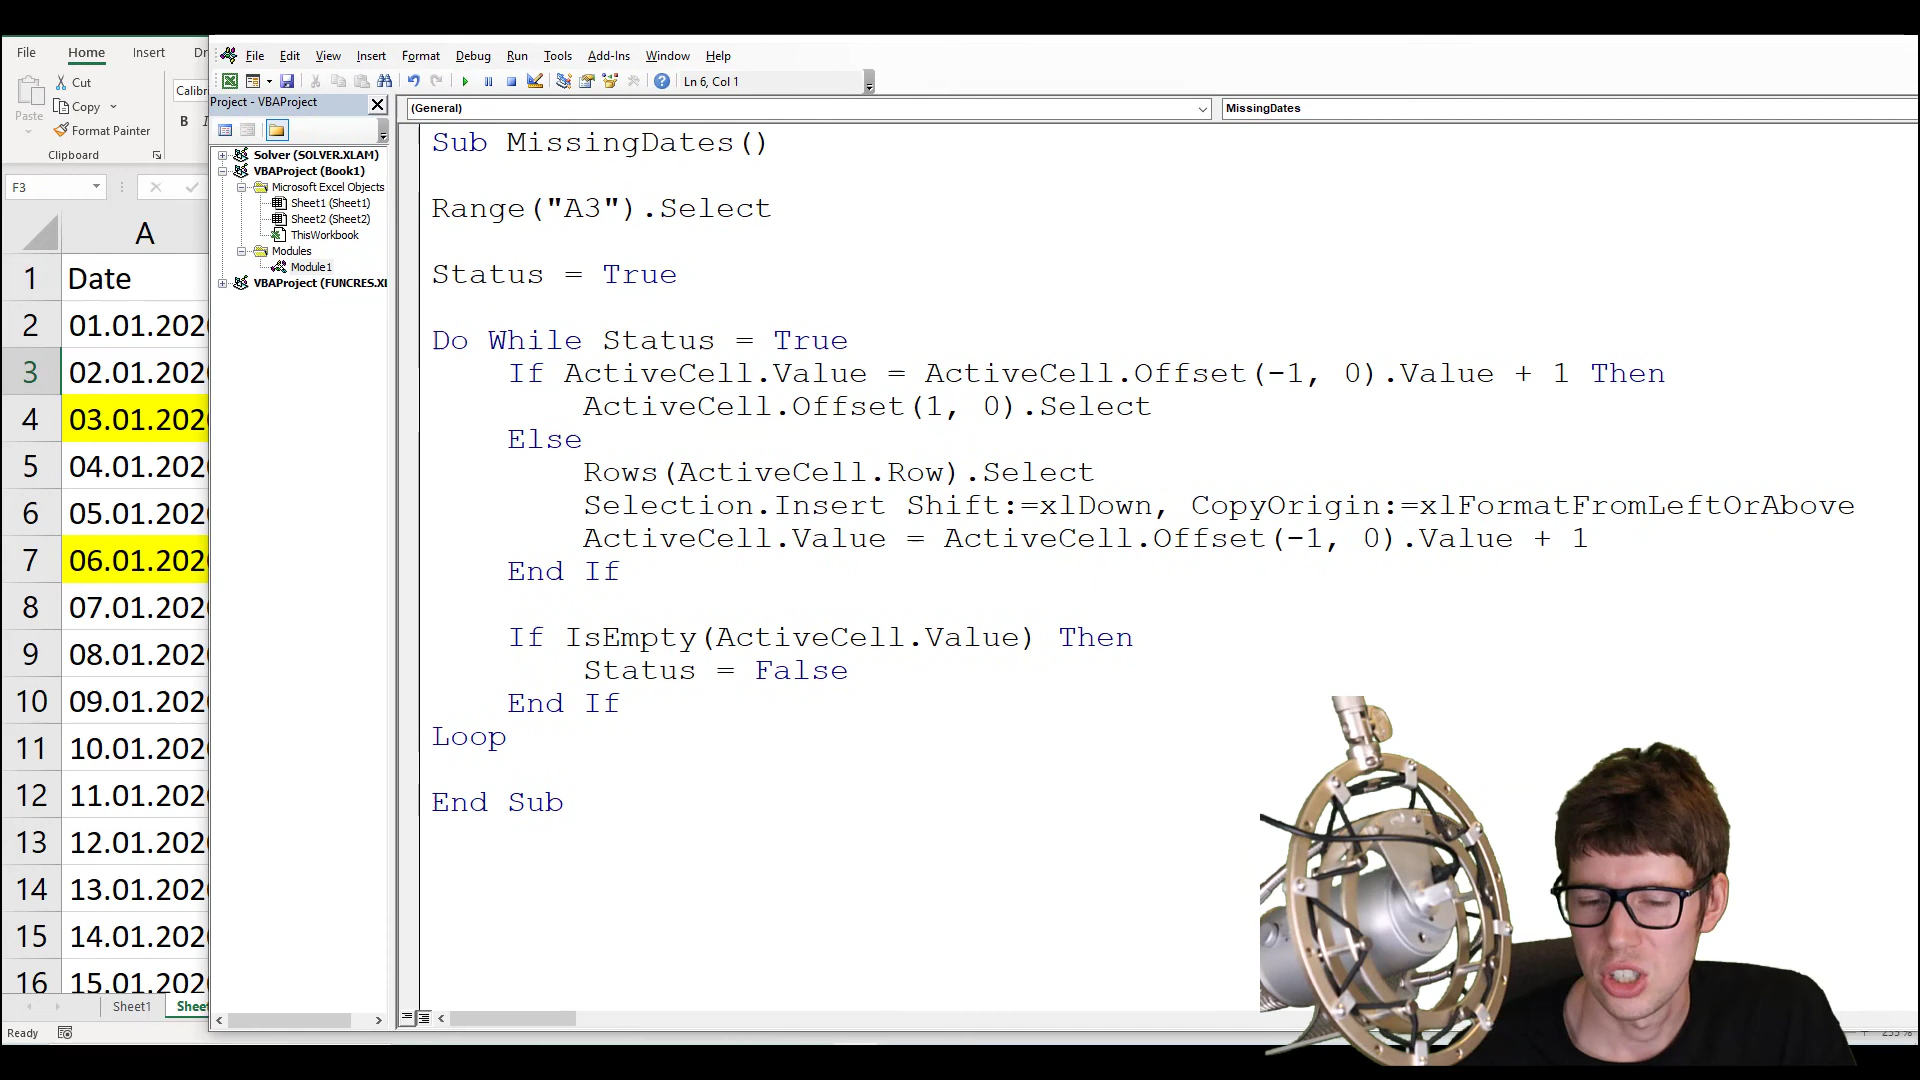 File Home Insert
File Edit View Insert Format Debug Run Tools Add-Ins Window Help
Cut
Copy
Paste
Format Painter
B I
Clipboard
Ln 6, Col 1
Project - VBAProject
(General)
MissingDates
Solver (SOLVER.XLAM)
VBAProject (Book1)
Microsoft Excel Objects
Sheet1 (Sheet1)
Sheet2 (Sheet2)
ThisWorkbook
Modules
Module1
F3
A
1 Date
2 01.01.202
3 02.01.202
4 03.01.202
5 04.01.202
6 05.01.202
7 06.01.202
8 07.01.202
9 08.01.202
10 09.01.202
11 10.01.202
12 11.01.202
13 12.01.202
14 13.01.202
15 14.01.202
16 15.01.202
Sheet1
Ready
Sub MissingDates()
Range("A3").Select
Status = True
Do While Status = True
If ActiveCell.Value = ActiveCell.Offset(-1, 0).Value + 1 Then
ActiveCell.Offset(1, 0).Select
Else
Rows(ActiveCell.Row).Select
Selection.Insert Shift:=xlDown, CopyOrigin:=xlFormatFromLeftOrAbove
ActiveCell.Value = ActiveCell.Offset(-1, 0).Value + 1
End If
If IsEmpty(ActiveCell.Value) Then
Status = False
End If
Loop
End Sub